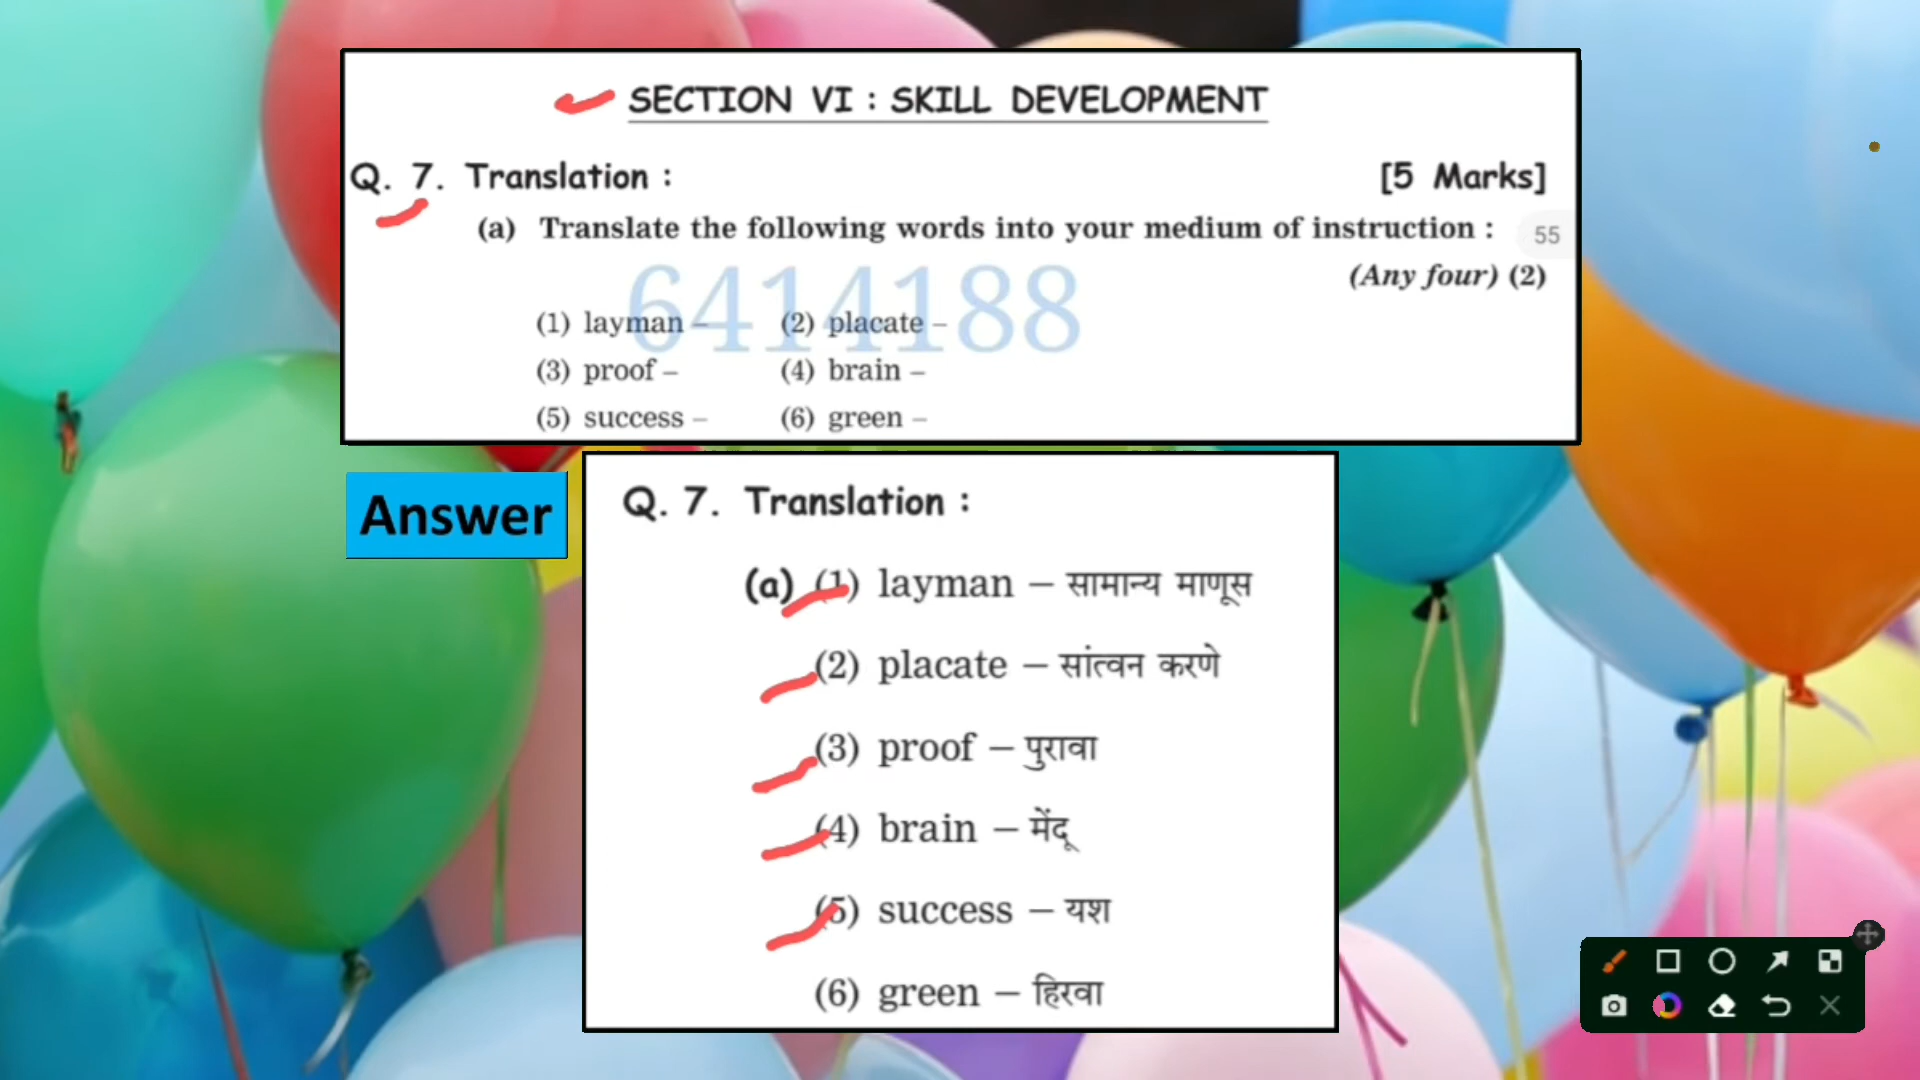 SECTION VI : SKILL DEVELOPMENT
Q. 7. Translation : [5 Marks]
(a) Translate the following words into your medium of instruction : 55
(Any four) (2)
6414188
(1) layman – (2) placate –
(3) proof – (4) brain –
(5) success – (6) green –
Answer
Q. 7. Translation :
(a) (1) layman – सामान्य माणूस
(2) placate – सांत्वन करणे
(3) proof – पुरावा
(4) brain – मेंदू
(5) success – यश
(6) green – हिरवा